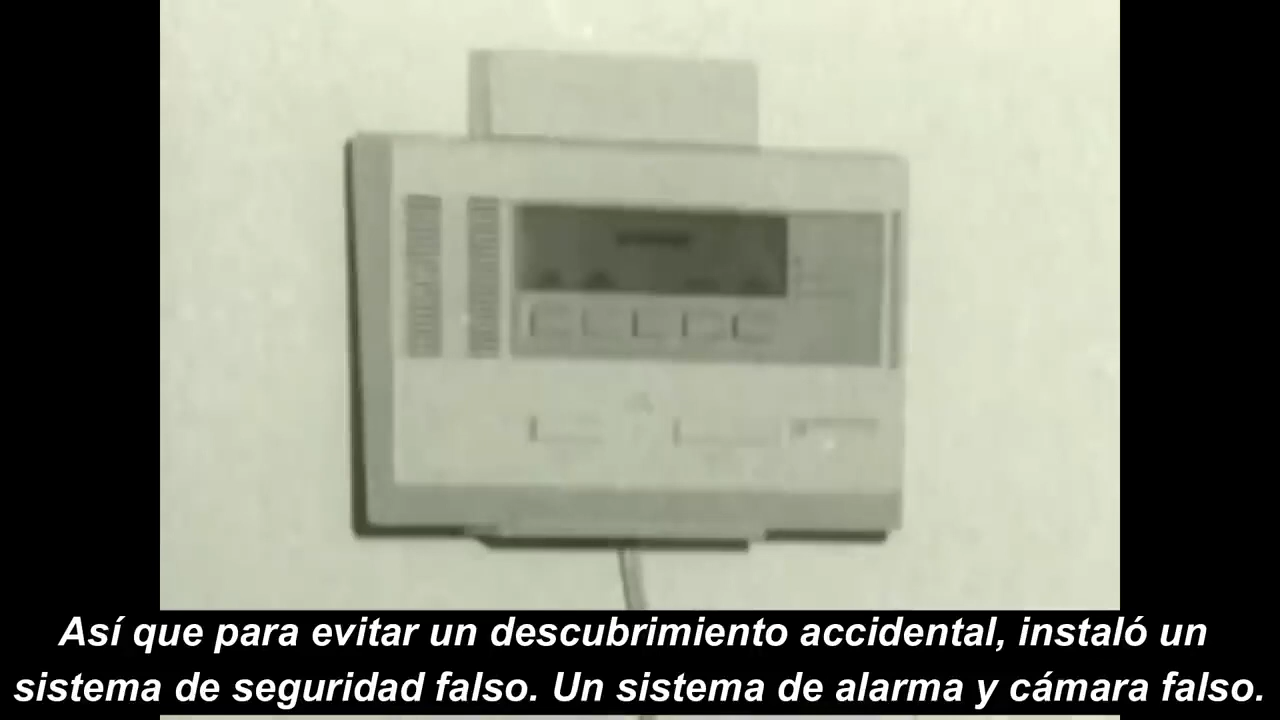 Así que para evitar un descubrimiento accidental, instaló un
sistema de seguridad falso. Un sistema de alarma y cámara falso.